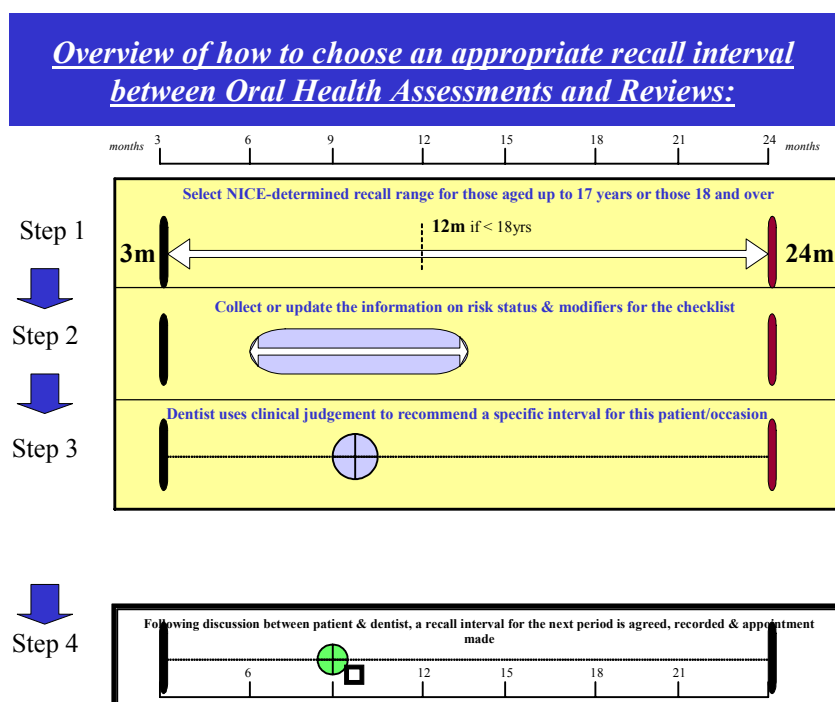 Overview of how to choose an appropriate recall interval
between Oral Health Assessments and Reviews:
months 3 6 9 12 15 18 21 24 months
Select NICE-determined recall range for those aged up to 17 years or those 18 and over
Step 1
12m if < 18yrs
3m 24m
Collect or update the information on risk status & modifiers for the checklist
Step 2
Dentist uses clinical judgement to recommend a specific interval for this patient/occasion
Step 3
Following discussion between patient & dentist, a recall interval for the next period is agreed, recorded & appointment
made
Step 4
6 9 12 15 18 21